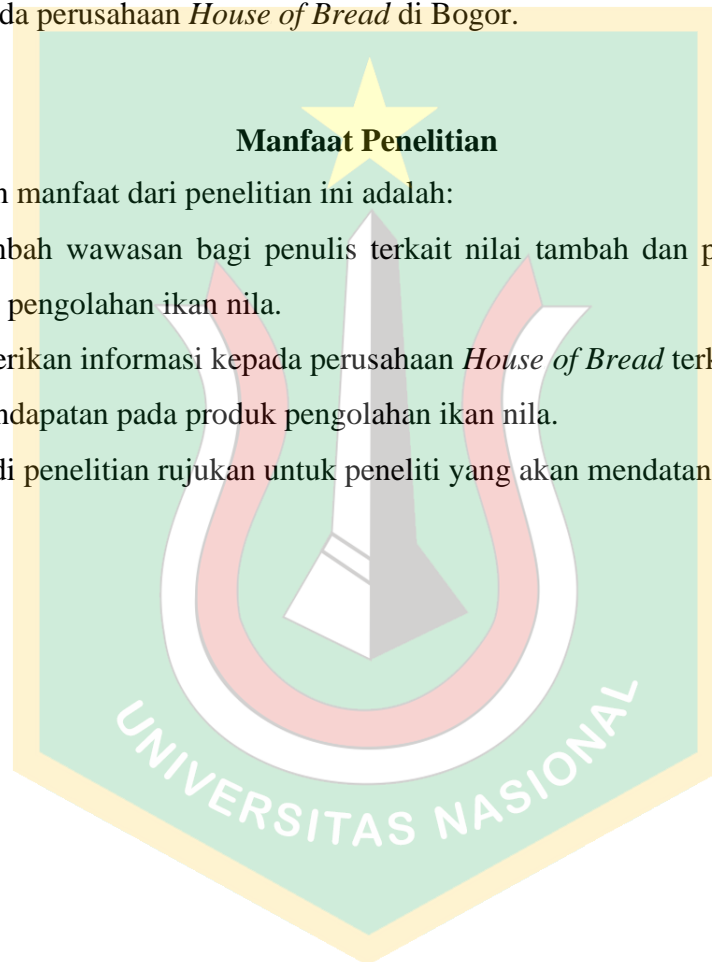 da perusahaan House of Bread di Bogor.
Manfaat Penelitian
n manfaat dari penelitian ini adalah:
nbah wawasan bagi penulis terkait nilai tambah dan p
pengolahan ikan nila.
erikan informasi kepada perusahaan House of Bread terk
ndapatan pada produk pengolahan ikan nila.
di penelitian rujukan untuk peneliti yang akan mendatan
UNIVERSITAS NASIONAL